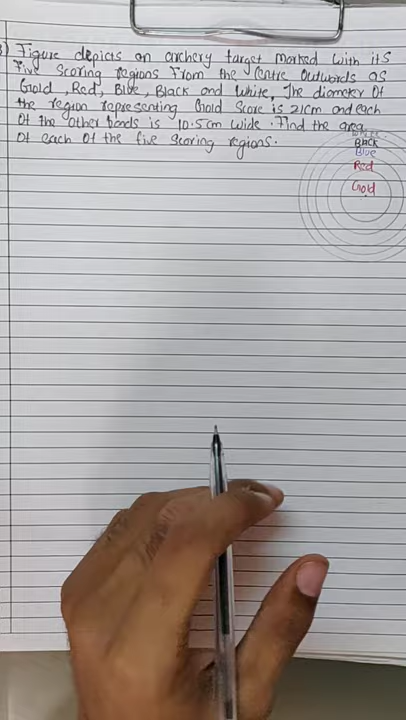 Figure depicts an archery target marked with its
Five Scoring regions From the Centre Outwords as
Gold, Red, Blue, Black and White, The diameter Of
the region representing Gold Score is 21cm and each
Of the Other bands is 10.5cm wide. Find the area
Of each Of the five Scoring regions.
WHITE
BlACK
Blue
Red
Gold